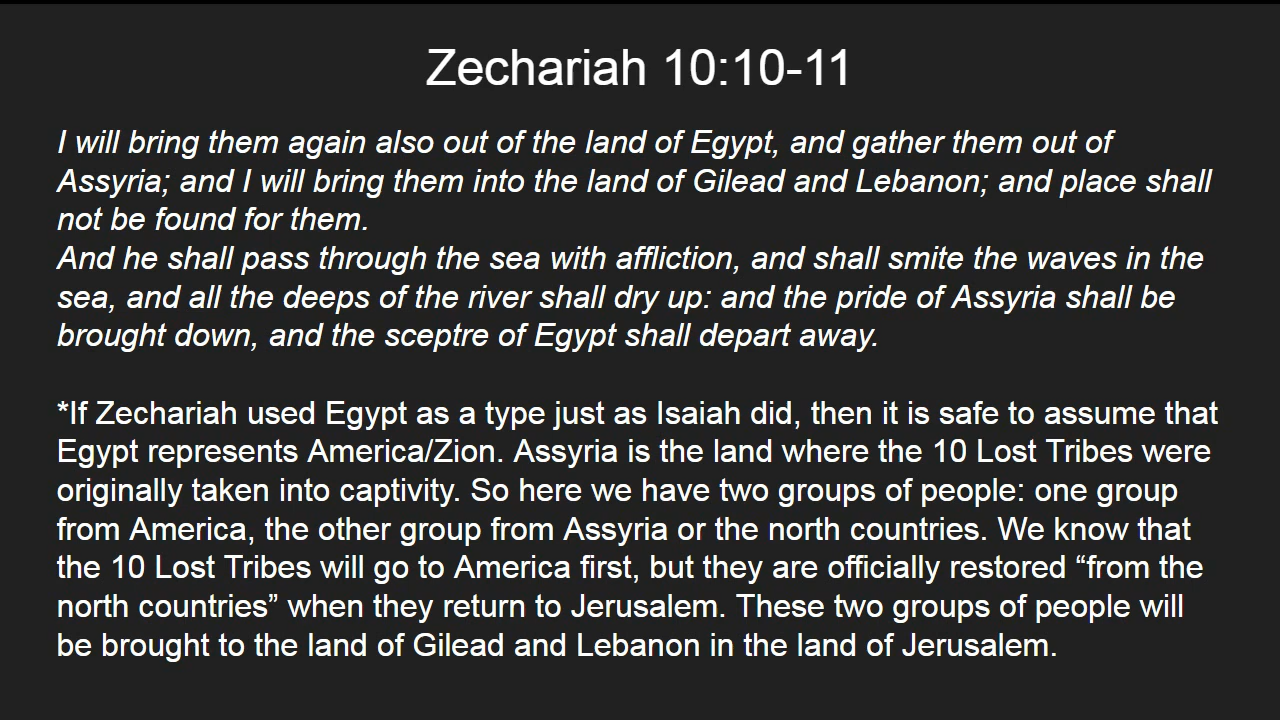 Zechariah 10:10-11
I will bring them again also out of the land of Egypt, and gather them out of
Assyria; and I will bring them into the land of Gilead and Lebanon; and place shall
not be found for them.
And he shall pass through the sea with affliction, and shall smite the waves in the
sea, and all the deeps of the river shall dry up: and the pride of Assyria shall be
brought down, and the sceptre of Egypt shall depart away.
*If Zechariah used Egypt as a type just as Isaiah did, then it is safe to assume that
Egypt represents America/Zion. Assyria is the land where the 10 Lost Tribes were
originally taken into captivity. So here we have two groups of people: one group
from America, the other group from Assyria or the north countries. We know that
the 10 Lost Tribes will go to America first, but they are officially restored “from the
north countries” when they return to Jerusalem. These two groups of people will
be brought to the land of Gilead and Lebanon in the land of Jerusalem.